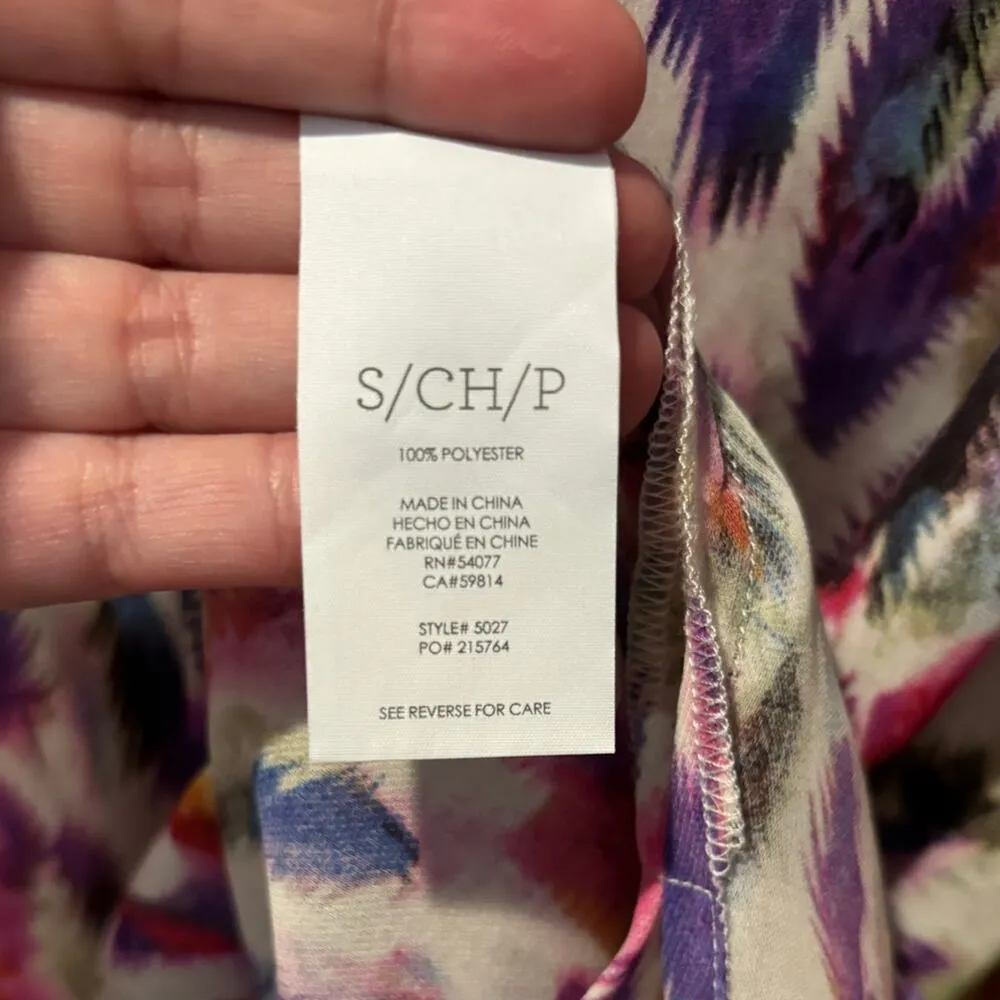 S/CH/P
100% POLYESTER
MADE IN CHINA
HECHO EN CHINA
FABRIQUÉ EN CHINE
RN#54077
CA#59814
STYLE# 5027
PO# 215764
SEE REVERSE FOR CARE